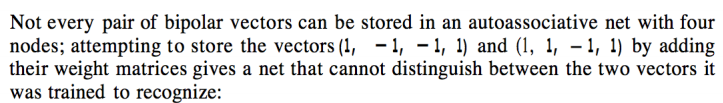 Not every pair of bipolar vectors can be stored in an autoassociative net with four
nodes; attempting to store the vectors (1, −1, −1, 1) and (1, 1, −1, 1) by adding
their weight matrices gives a net that cannot distinguish between the two vectors it
was trained to recognize: